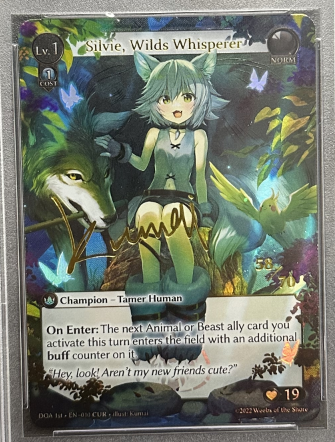 Lv. 1
Silvie, Wilds Whisperer
NORM
1
COST
Champion – Tamer Human
On Enter: The next Animal or Beast ally card you
activate this turn enters the field with an additional
buff counter on it.
"Hey, look! Aren't my new friends cute?"
19
DOA 1st • EN-010 CUR • illust:
© 2022 Weebs of the Shore